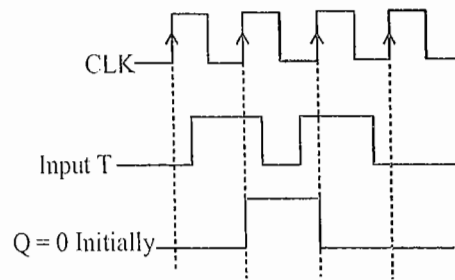 CLK
Input T
Q = 0 Initially